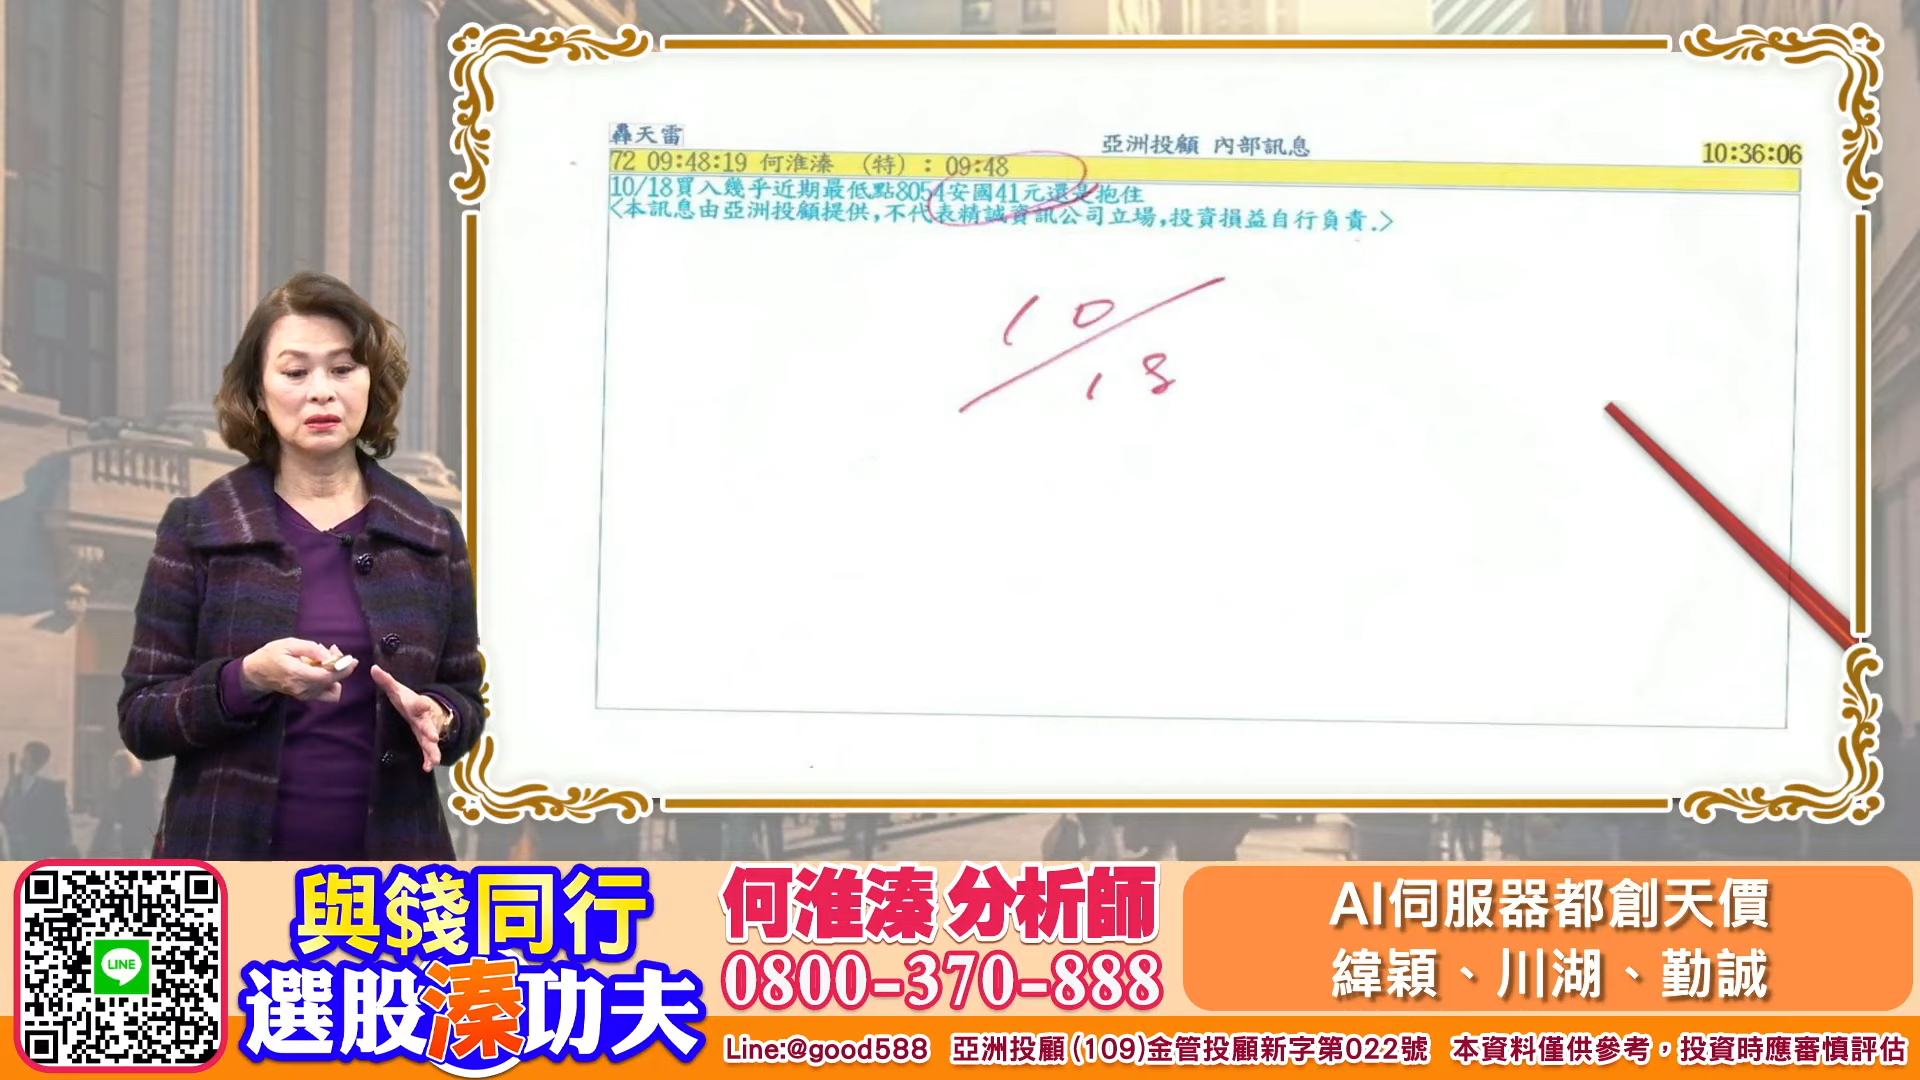 轟天雷
亞洲投顧 內部訊息
10:36:06
72 09:48:19 何淮溱 (特) : 09:48
10/18買入幾乎近期最低點8054安國41元還是抱住
<本訊息由亞洲投顧提供,不代表精誠資訊公司立場,投資損益自行負責.>
10/18
LINE
與錢同行
選股溱功夫
何淮溱 分析師
0800-370-888
AI伺服器都創天價
緯穎、川湖、勤誠
Line:@good588 亞洲投顧 (109)金管投顧新字第022號 本資料僅供參考，投資時應審慎評估